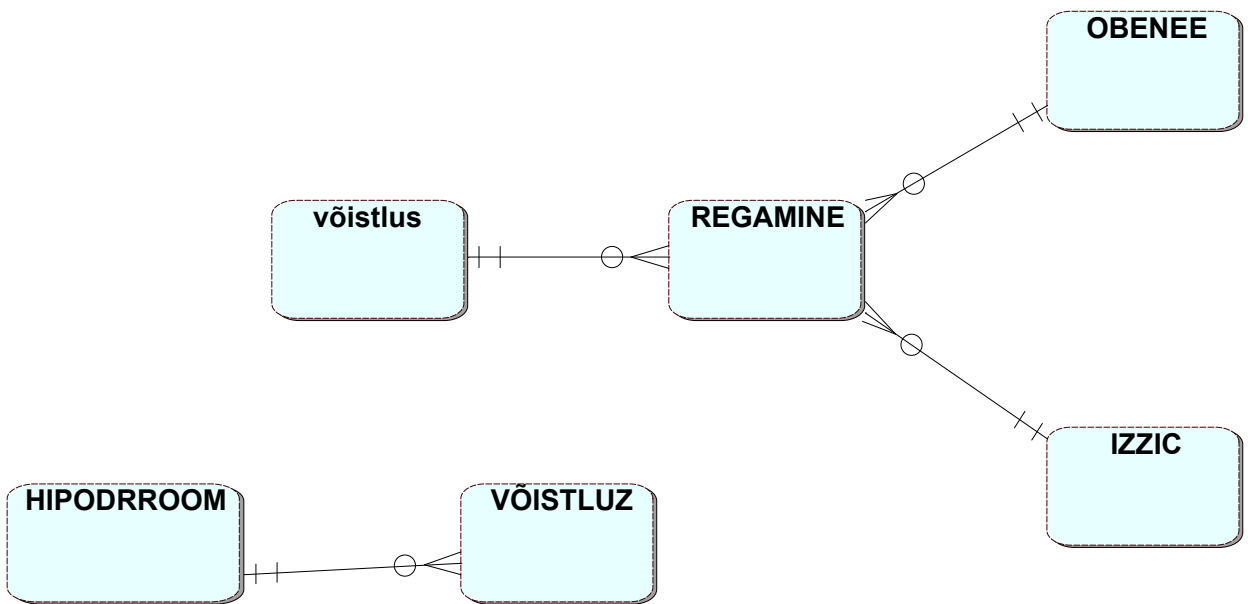 OBENEE
võistlus
REGAMINE
IZZIC
HIPODRROOM
VÕISTLUZ